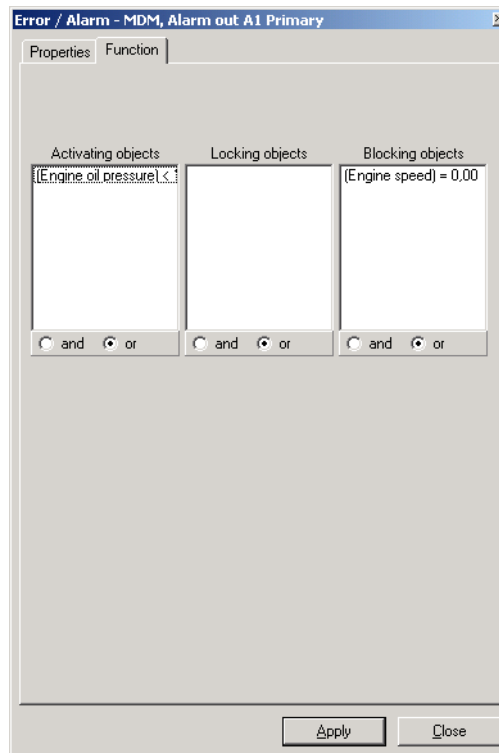 Error / Alarm - MDM, Alarm out A1 Primary
Properties Function
Activating objects Locking objects Blocking objects
(Engine oil pressure) < (Engine speed) = 0,00
and or and or and or
Apply Close